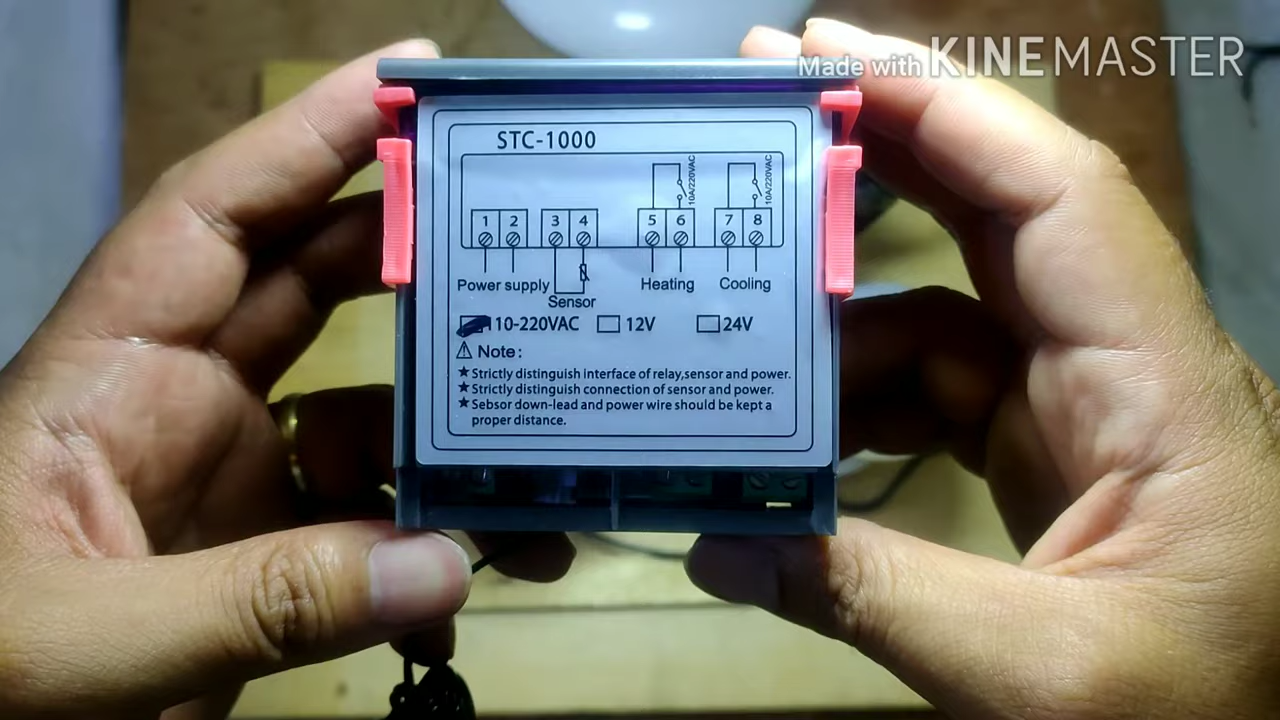 Made with KINEMASTER
STC-1000
10A/220VAC
10A/220VAC
1 2 3 4 5 6 7 8
Power supply
Sensor
Heating
Cooling
110-220VAC 12V 24V
Note:
★Strictly distinguish interface of relay,sensor and power.
★Strictly distinguish connection of sensor and power.
★Sebsor down-lead and power wire should be kept a
proper distance.